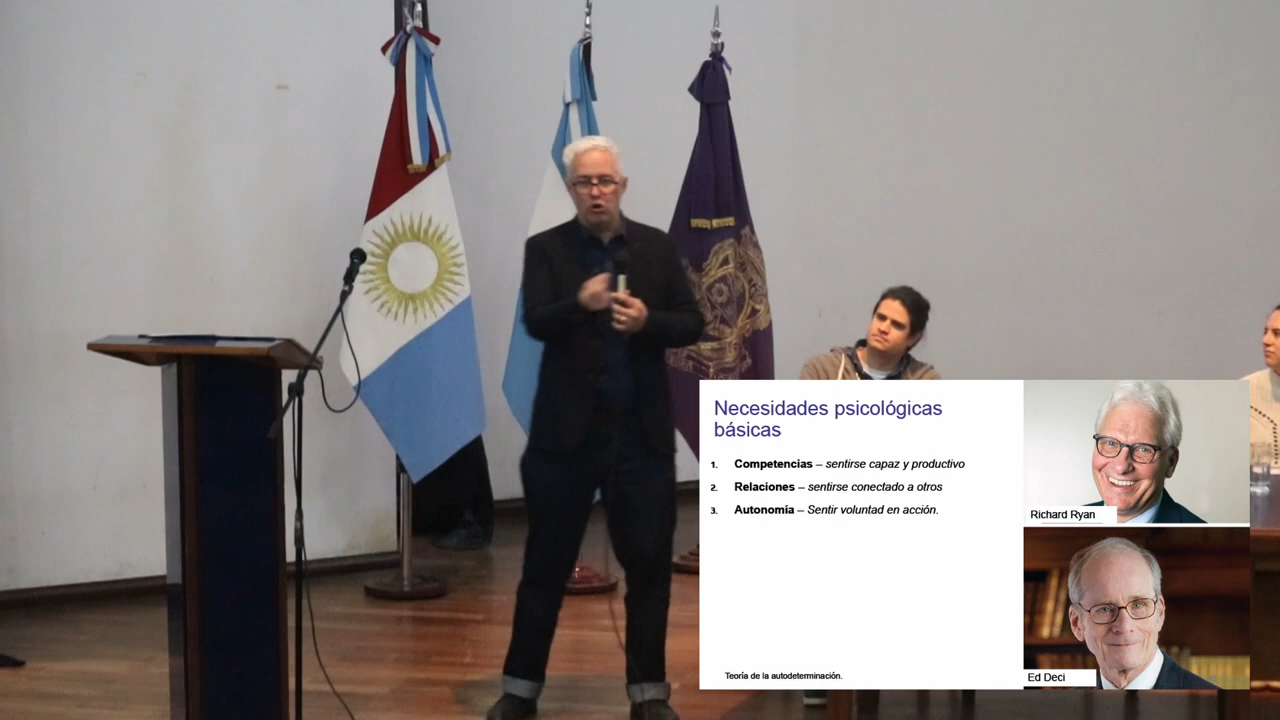 Necesidades psicológicas
básicas
1. Competencias – sentirse capaz y productivo
2. Relaciones – sentirse conectado a otros
3. Autonomía – Sentir voluntad en acción.
Teoría de la autodeterminación.
Richard Ryan
Ed Deci